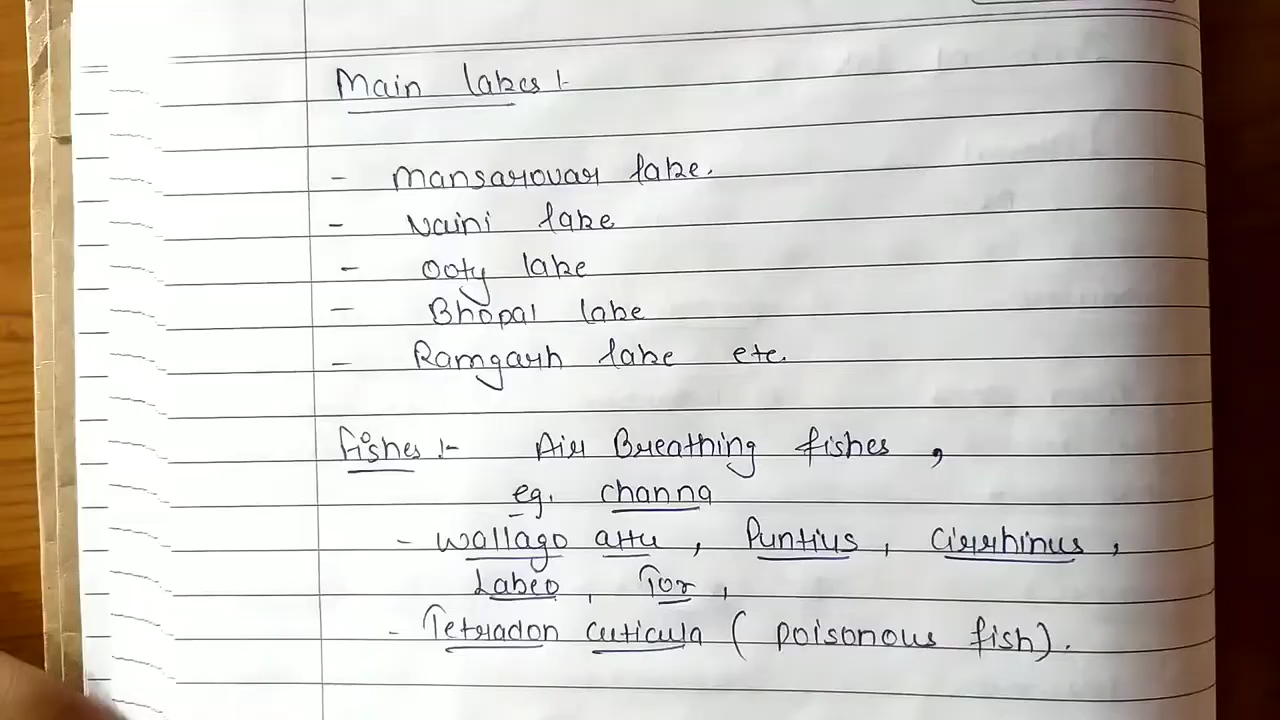 Main lakes :-
- Mansarovar lake.
- Naini lake
- Ooty lake
- Bhopal lake
- Ramgarh lake etc.
Fishes :- Air Breathing fishes ,
eg. channa
- wallago attu , Puntius , Cirrhinus ,
Labeo , Tor ,
- Tetradon cuticula ( poisonous fish).